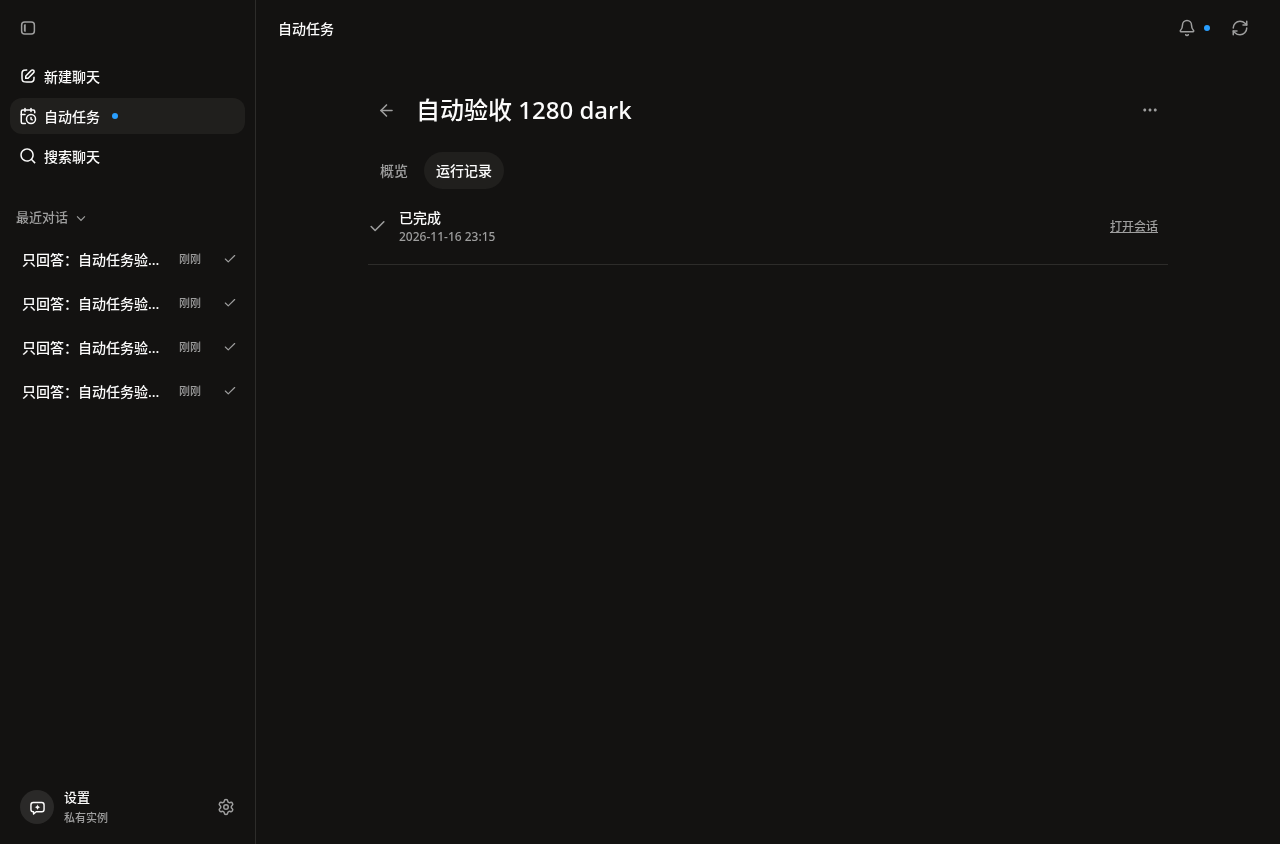 新建聊天
自动任务
搜索聊天
最近对话
只回答：自动任务验... 刚刚
只回答：自动任务验... 刚刚
只回答：自动任务验... 刚刚
只回答：自动任务验... 刚刚
设置
私有实例
自动任务
自动验收 1280 dark
概览 运行记录
已完成
2026-11-16 23:15
打开会话